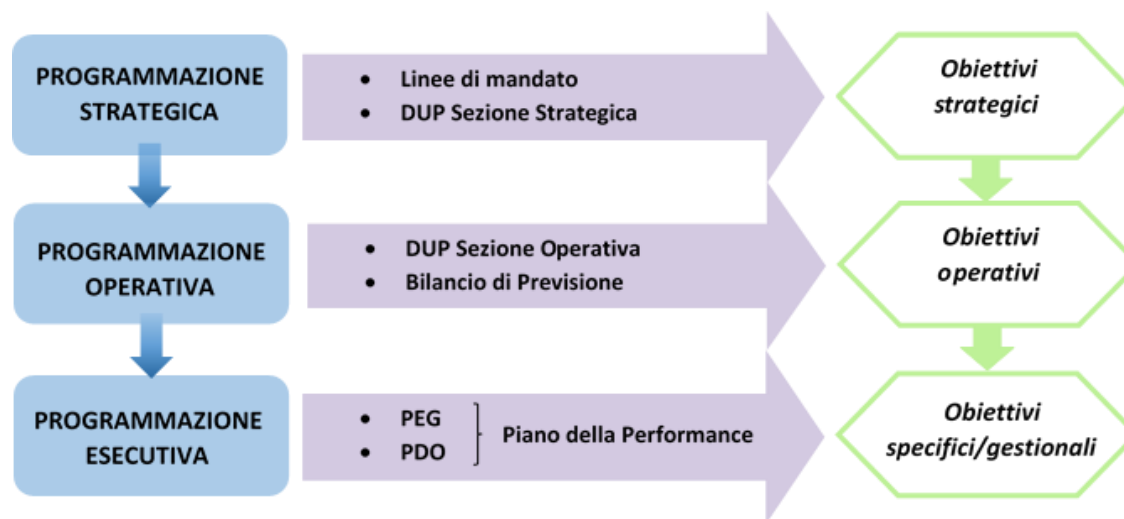 PROGRAMMAZIONE
STRATEGICA
• Linee di mandato
• DUP Sezione Strategica
Obiettivi
strategici
PROGRAMMAZIONE
OPERATIVA
• DUP Sezione Operativa
• Bilancio di Previsione
Obiettivi
operativi
PROGRAMMAZIONE
ESECUTIVA
• PEG
• PDO
Piano della Performance
Obiettivi
specifici/gestionali